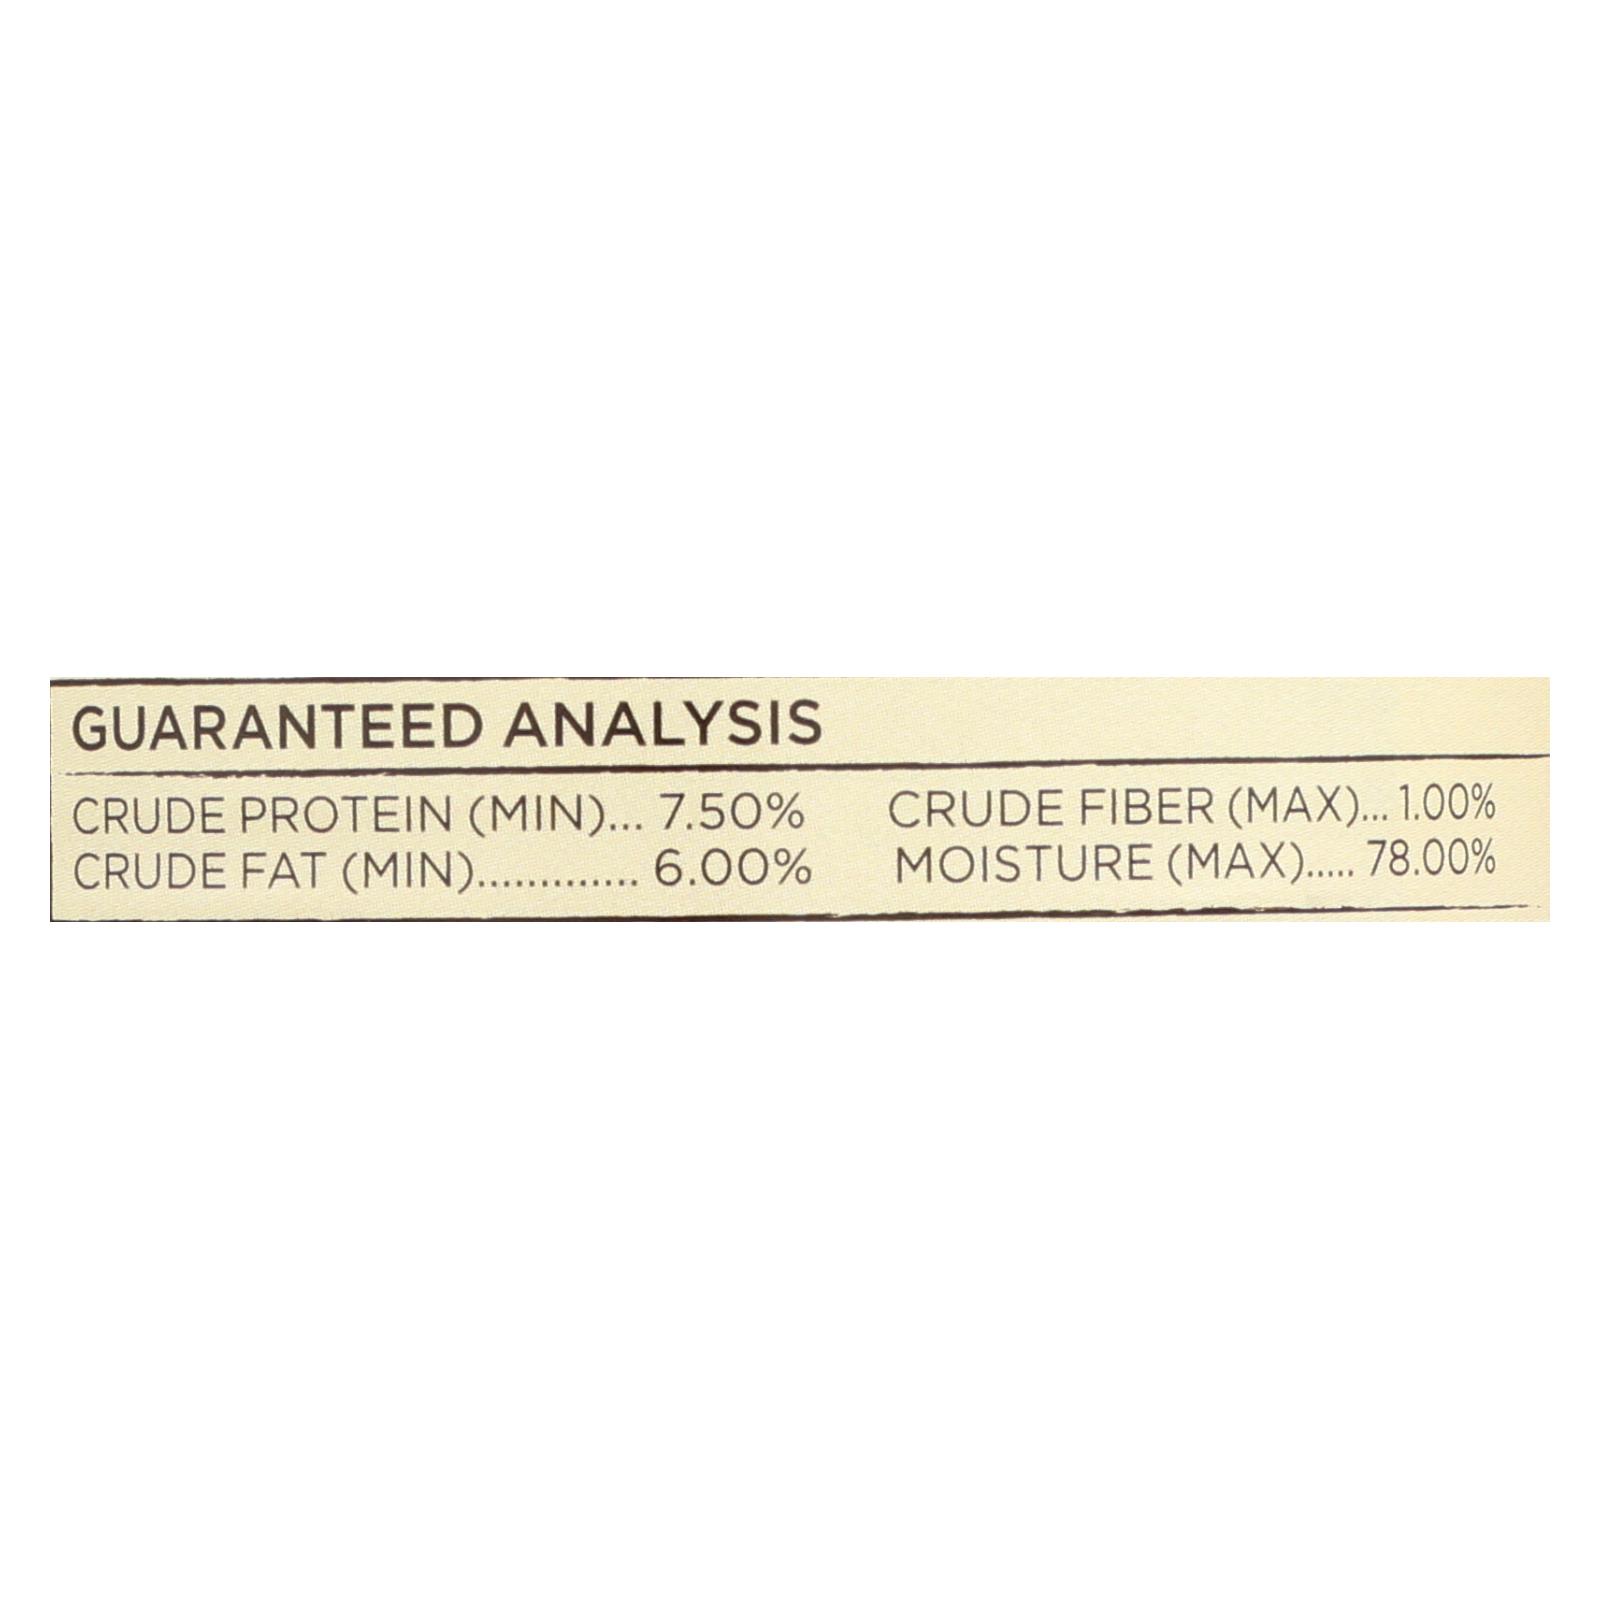 GUARANTEED ANALYSIS
CRUDE PROTEIN (MIN)... 7.50% CRUDE FIBER (MAX)... 1.00%
CRUDE FAT (MIN)............. 6.00% MOISTURE (MAX)..... 78.00%